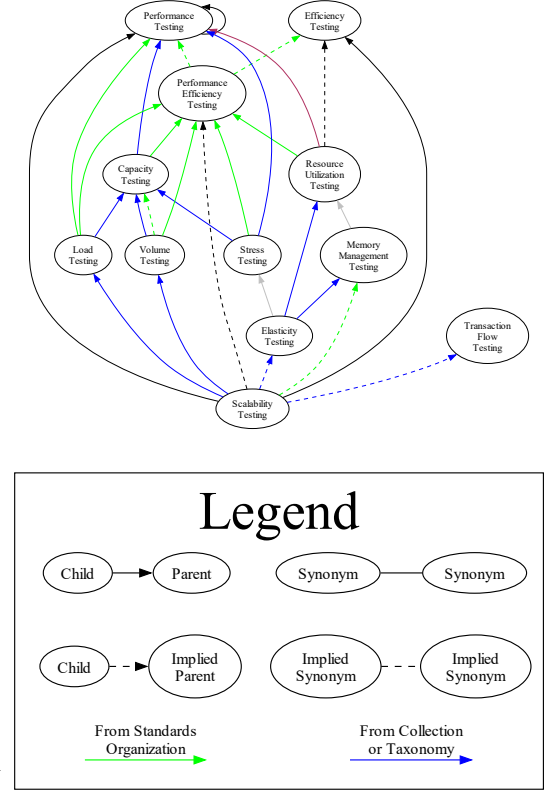 Performance
Testing
Efficiency
Testing
Performance
Efficiency
Testing
Capacity
Testing
Resource
Utilization
Testing
Load
Testing
Volume
Testing
Stress
Testing
Memory
Management
Testing
Elasticity
Testing
Transaction
Flow
Testing
Scalability
Testing
Legend
Child
Parent
Synonym
Synonym
Child
Implied
Parent
Implied
Synonym
Implied
Synonym
From Standards
Organization
From Collection
or Taxonomy